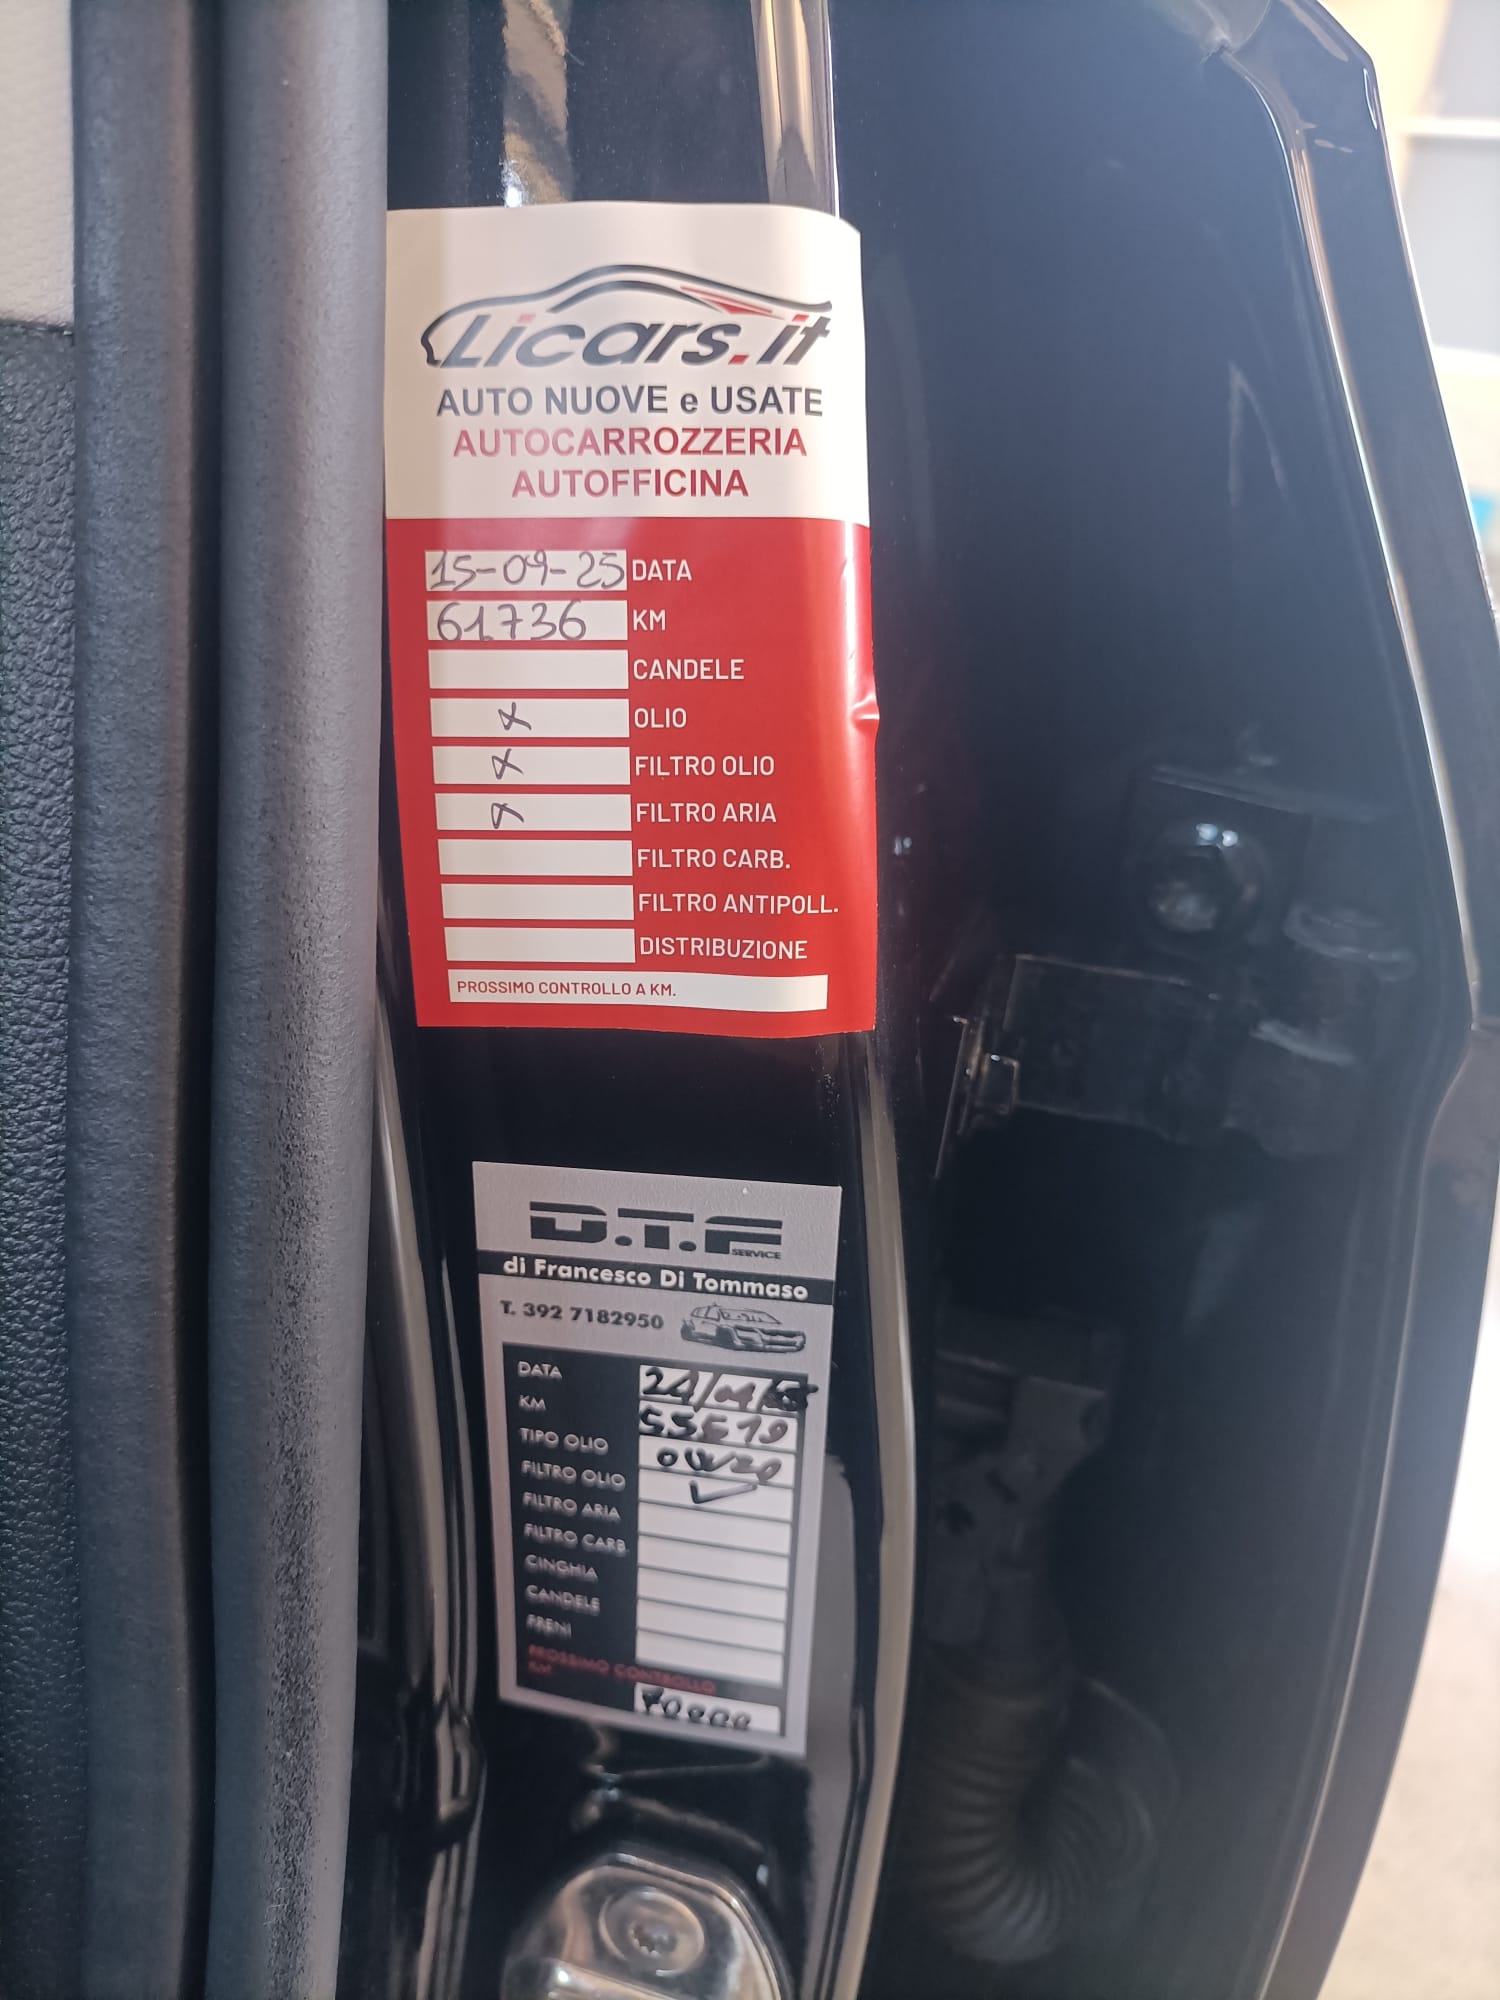 Licars.it
AUTO NUOVE e USATE
AUTOCARROZZERIA
AUTOFFICINA
15-09-25 DATA
61736 KM
CANDELE
x OLIO
x FILTRO OLIO
x FILTRO ARIA
FILTRO CARB.
FILTRO ANTIPOLL.
DISTRIBUZIONE
PROSSIMO CONTROLLO A KM.
D.T.F
SERVICE
di Francesco Di Tommaso
T. 392 7182950
DATA
KM
TIPO OLIO 0W20
FILTRO OLIO ✓
FILTRO ARIA
FILTRO CARB.
CINGHIA
CANDELE
FRENI
PROSSIMO CONTROLLO
KM